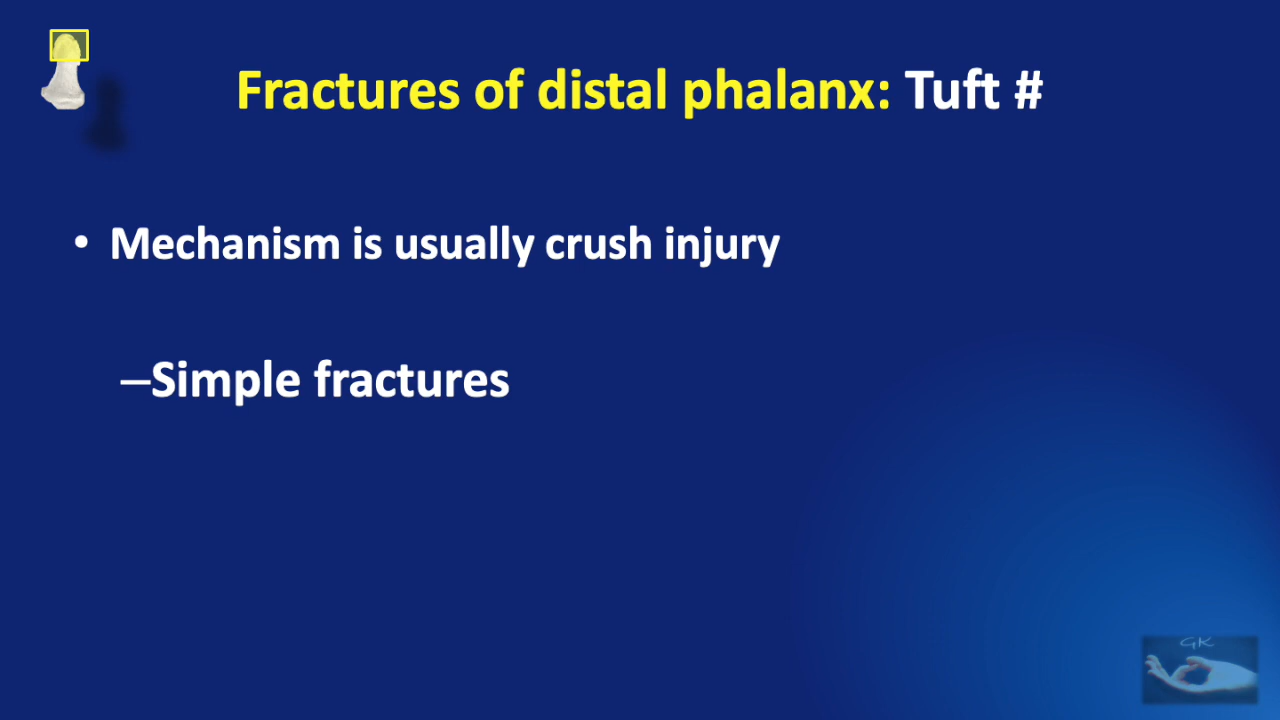 Fractures of distal phalanx: Tuft #
• Mechanism is usually crush injury
–Simple fractures
GK